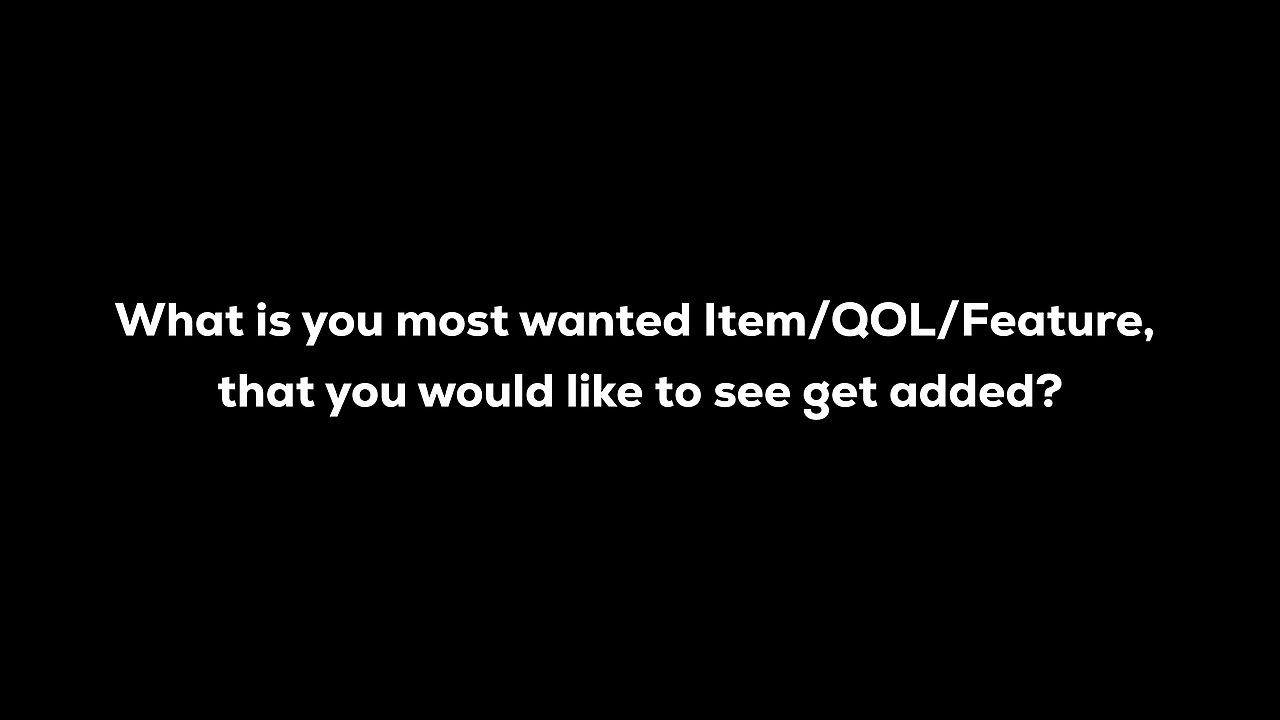 What is you most wanted Item/QOL/Feature,
that you would like to see get added?